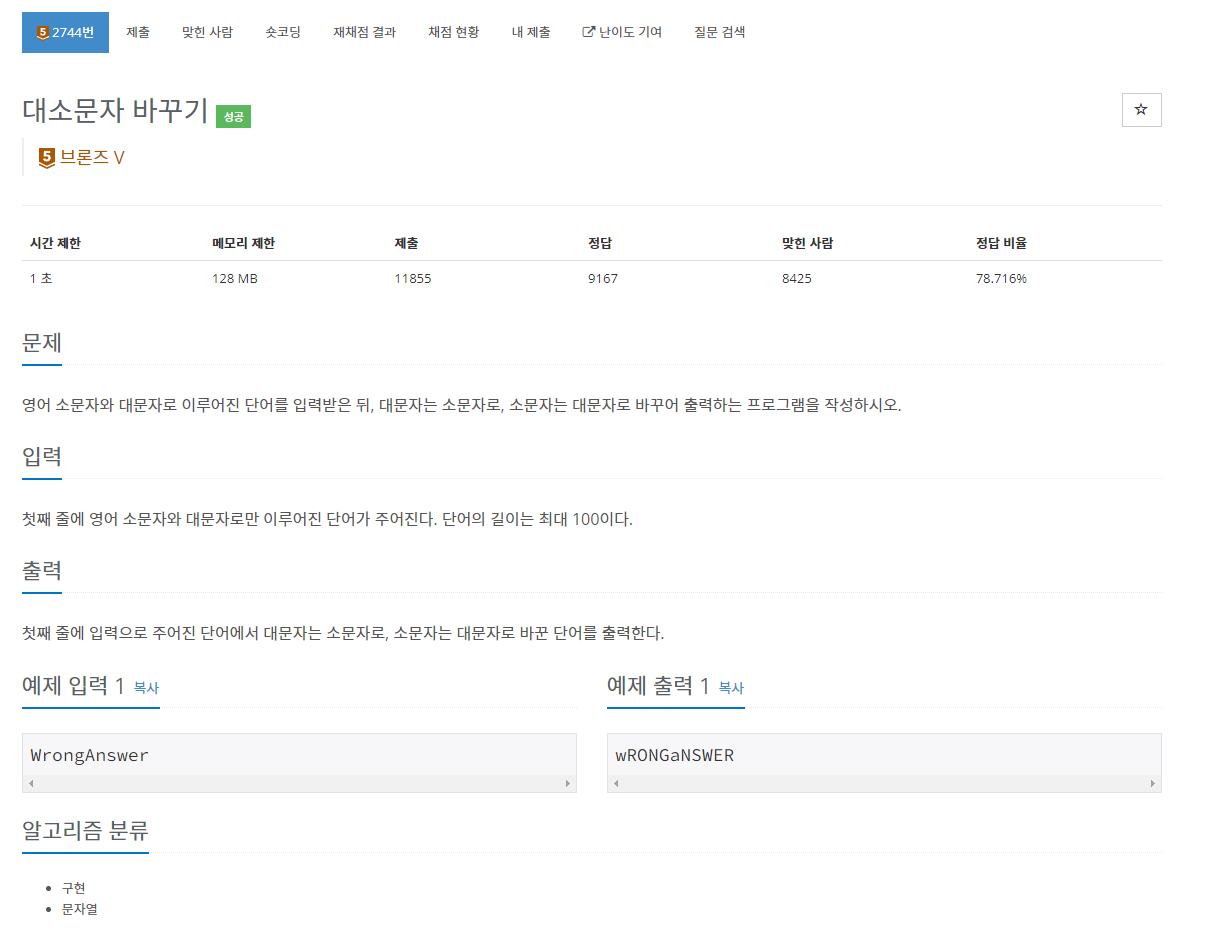 5 2744번 제출 맞힌 사람 숏코딩 재채점 결과 채점 현황 내 제출 난이도 기여 질문 검색
대소문자 바꾸기 성공
5 브론즈 V
시간 제한 메모리 제한 제출 정답 맞힌 사람 정답 비율
1 초 128 MB 11855 9167 8425 78.716%
문제
영어 소문자와 대문자로 이루어진 단어를 입력받은 뒤, 대문자는 소문자로, 소문자는 대문자로 바꾸어 출력하는 프로그램을 작성하시오.
입력
첫째 줄에 영어 소문자와 대문자로만 이루어진 단어가 주어진다. 단어의 길이는 최대 100이다.
출력
첫째 줄에 입력으로 주어진 단어에서 대문자는 소문자로, 소문자는 대문자로 바꾼 단어를 출력한다.
예제 입력 1 복사
WrongAnswer
예제 출력 1 복사
wRONGaNSWER
알고리즘 분류
구현
문자열